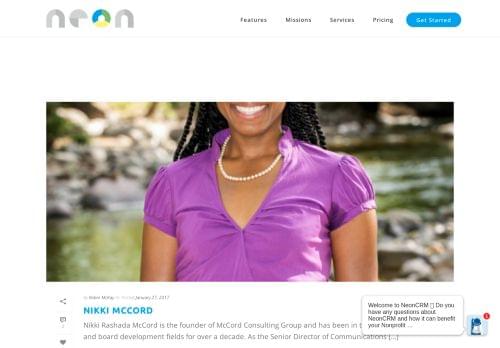 neon
Features Missions Services Pricing Get Started
by Robin McKay In Posted January 27, 2017
NIKKI MCCORD
Nikki Rashada McCord is the founder of McCord Consulting Group and has been in t
and board development fields for over a decade. As the Senior Director of Communications [...]
Welcome to NeonCRM Do you
have any questions about
NeonCRM and how it can benefit
your Nonprofit ...
1